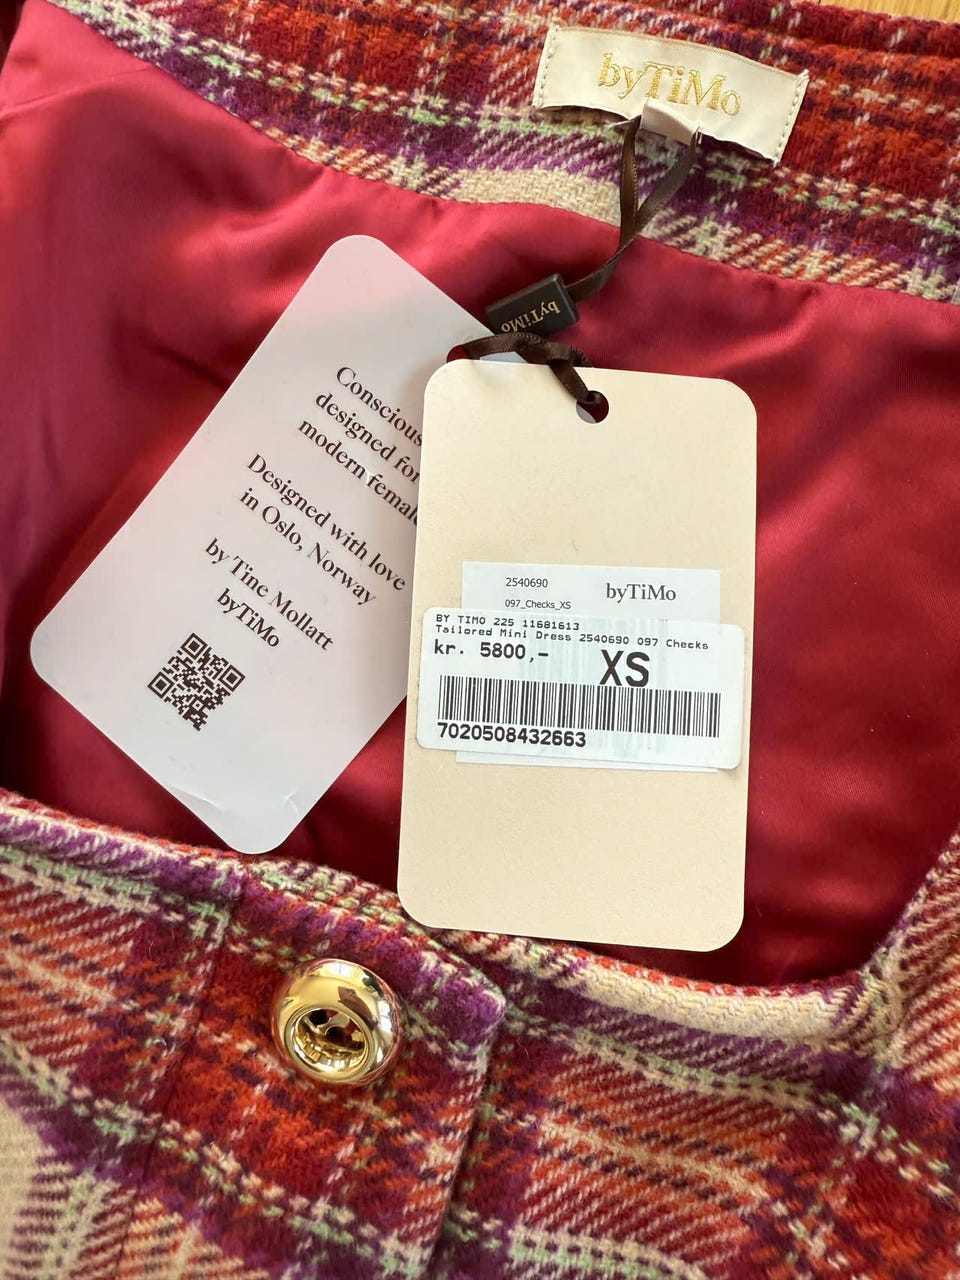 byTiMo
byTiMo
Conscious
designed for
modern female
Designed with love
in Oslo, Norway
by Tine Mollatt
byTiMo
2540690
byTiMo
097_Checks_XS
BY TIMO 225 11681613
Tailored Mini Dress 2540690 097 Checks
kr. 5800,-
XS
7020508432663